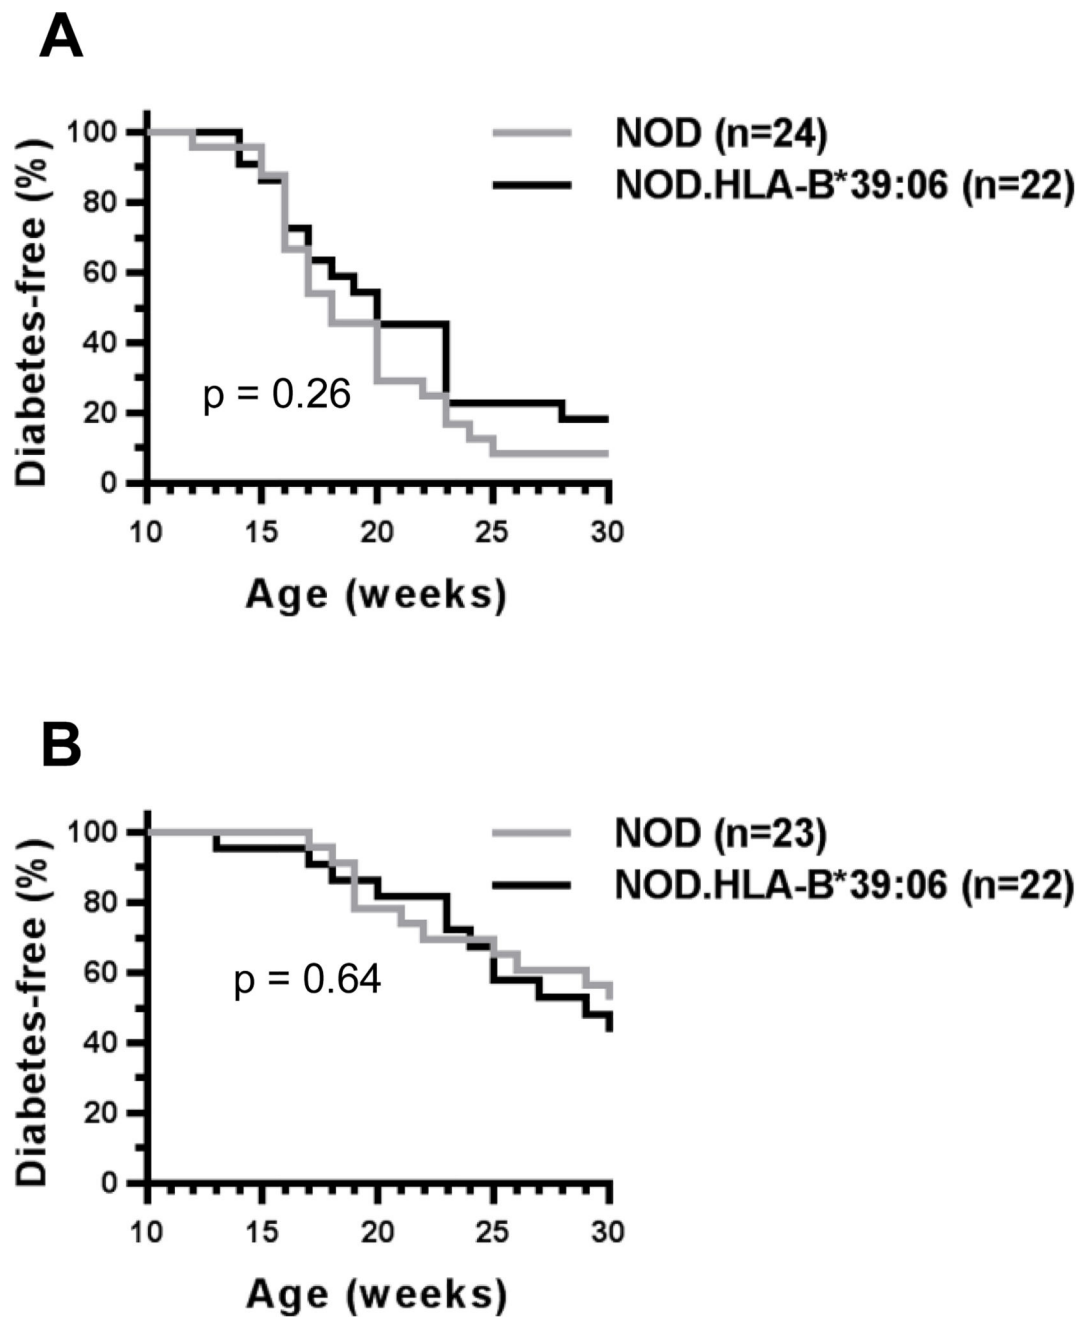 A
Diabetes-free (%)
100
80
60
40
20
0
p = 0.26
NOD (n=24)
NOD.HLA-B*39:06 (n=22)
10 15 20 25 30
Age (weeks)
B
Diabetes-free (%)
100
80
60
40
20
0
p = 0.64
NOD (n=23)
NOD.HLA-B*39:06 (n=22)
10 15 20 25 30
Age (weeks)